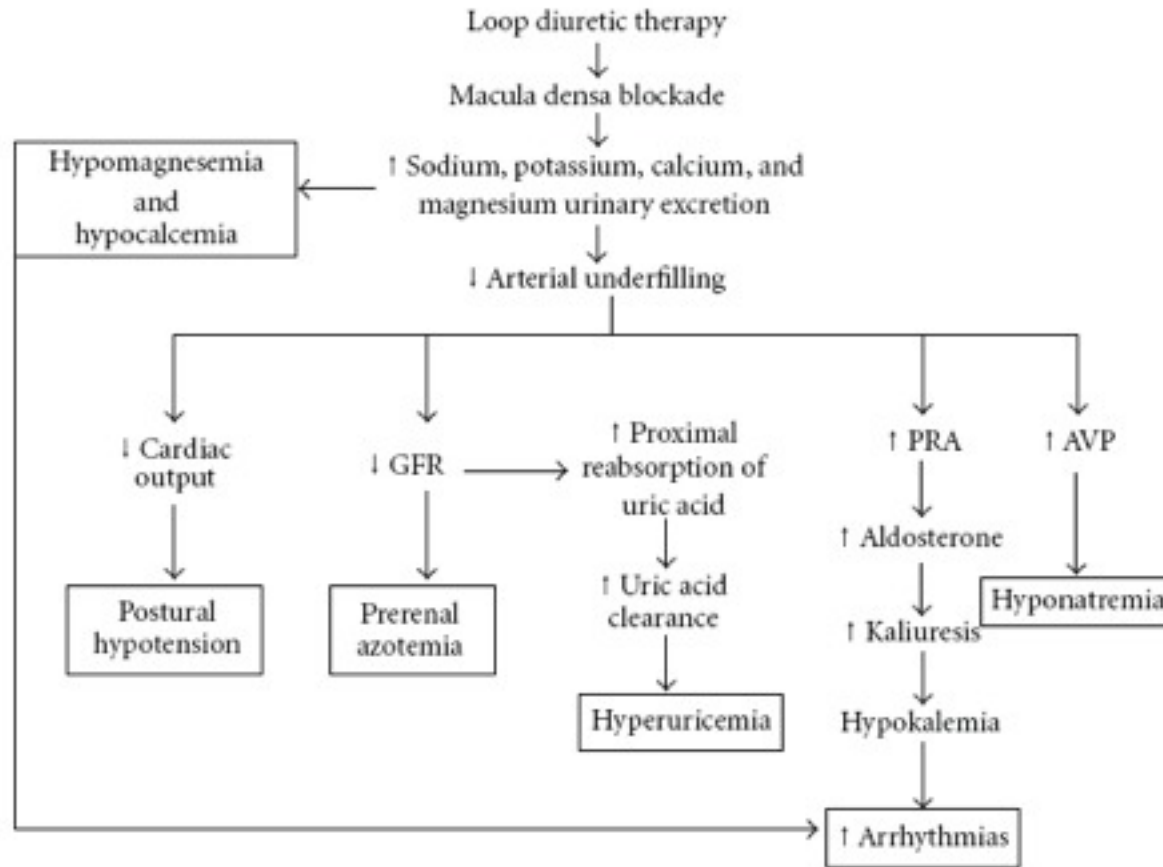 Loop diuretic therapy
Macula densa blockade
Hypomagnesemia
and
hypocalcemia
↑ Sodium, potassium, calcium, and
magnesium urinary excretion
↓ Arterial underfilling
↓ Cardiac
output
↓ GFR
↑ Proximal
reabsorption of
uric acid
↑ PRA
↑ AVP
↑ Aldosterone
Postural
hypotension
Prerenal
azotemia
↑ Uric acid
clearance
Hyponatremia
↑ Kaliuresis
Hyperuricemia
Hypokalemia
↑ Arrhythmias